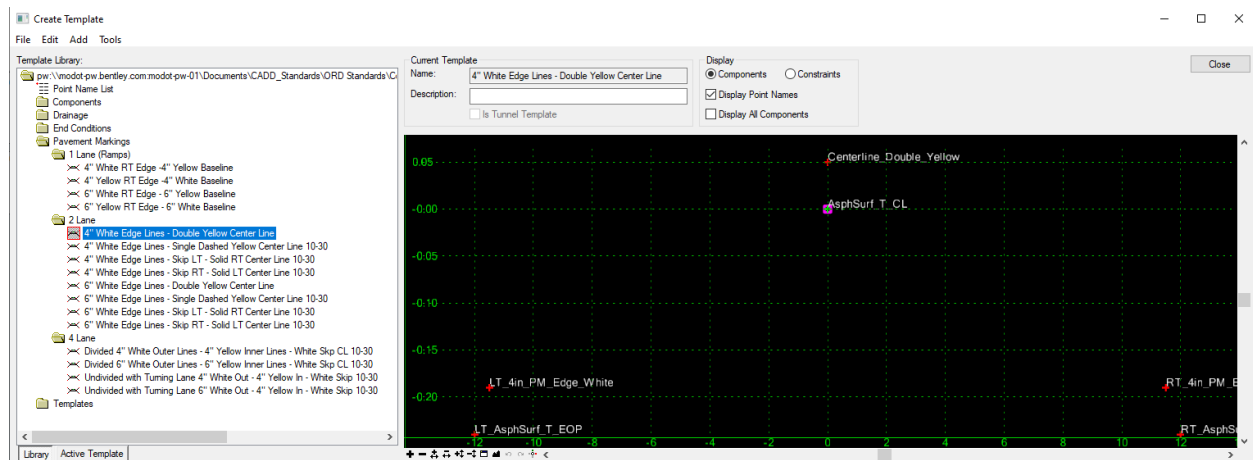 Create Template
File Edit Add Tools
Template Library:
pw:\\modot-pw.bentley.com:modot-pw-01\Documents\CADD_Standards\ORD Standards\C
Point Name List
Components
Drainage
End Conditions
Pavement Markings
1 Lane (Ramps)
4" White RT Edge -4" Yellow Baseline
4" Yellow RT Edge -4" White Baseline
6" White RT Edge - 6" Yellow Baseline
6" Yellow RT Edge - 6" White Baseline
2 Lane
4" White Edge Lines - Double Yellow Center Line
4" White Edge Lines - Single Dashed Yellow Center Line 10-30
4" White Edge Lines - Skip LT - Solid RT Center Line 10-30
4" White Edge Lines - Skip RT - Solid LT Center Line 10-30
6" White Edge Lines - Double Yellow Center Line
6" White Edge Lines - Single Dashed Yellow Center Line 10-30
6" White Edge Lines - Skip LT - Solid RT Center Line 10-30
6" White Edge Lines - Skip RT - Solid LT Center Line 10-30
4 Lane
Divided 4" White Outer Lines - 4" Yellow Inner Lines - White Skp CL 10-30
Divided 6" White Outer Lines - 6" Yellow Inner Lines - White Skp CL 10-30
Undivided with Turning Lane 4" White Out - 4" Yellow In - White Skip 10-30
Undivided with Turning Lane 6" White Out - 6" Yellow In - White Skip 10-30
Templates
Library Active Template
Current Template
Name: 4" White Edge Lines - Double Yellow Center Line
Description:
Is Tunnel Template
Display
Components Constraints
Display Point Names
Display All Components
Close
0.05 Centerline_Double_Yellow
-0.00 AsphSurf_T_CL
-0.05
-0.10
-0.15
LT_4in_PM_Edge_White RT_4in_PM_E
-0.20
LT_AsphSurf_T_EOP RT_AsphSu
-12 -10 -8 -6 -4 -2 0 2 4 6 8 10 12